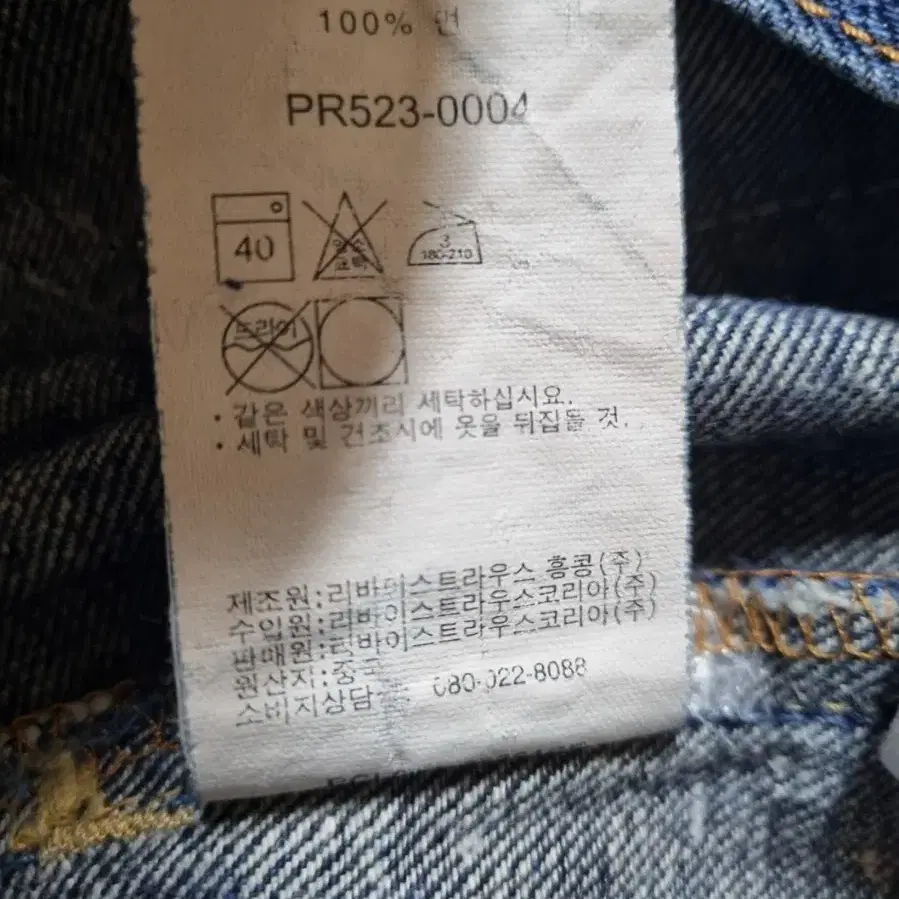 100% 면
PR523-0004
40
염소
표백
3
180-210
드라이
· 같은 색상끼리 세탁하십시요.
· 세탁 및 건조시에 옷을 뒤집을 것.
제조원:리바이스트라우스 홍콩(주)
수입원:리바이스트라우스코리아(주)
판매원:리바이스트라우스코리아(주)
원산지:중국
소비자상담 : 080-022-8088